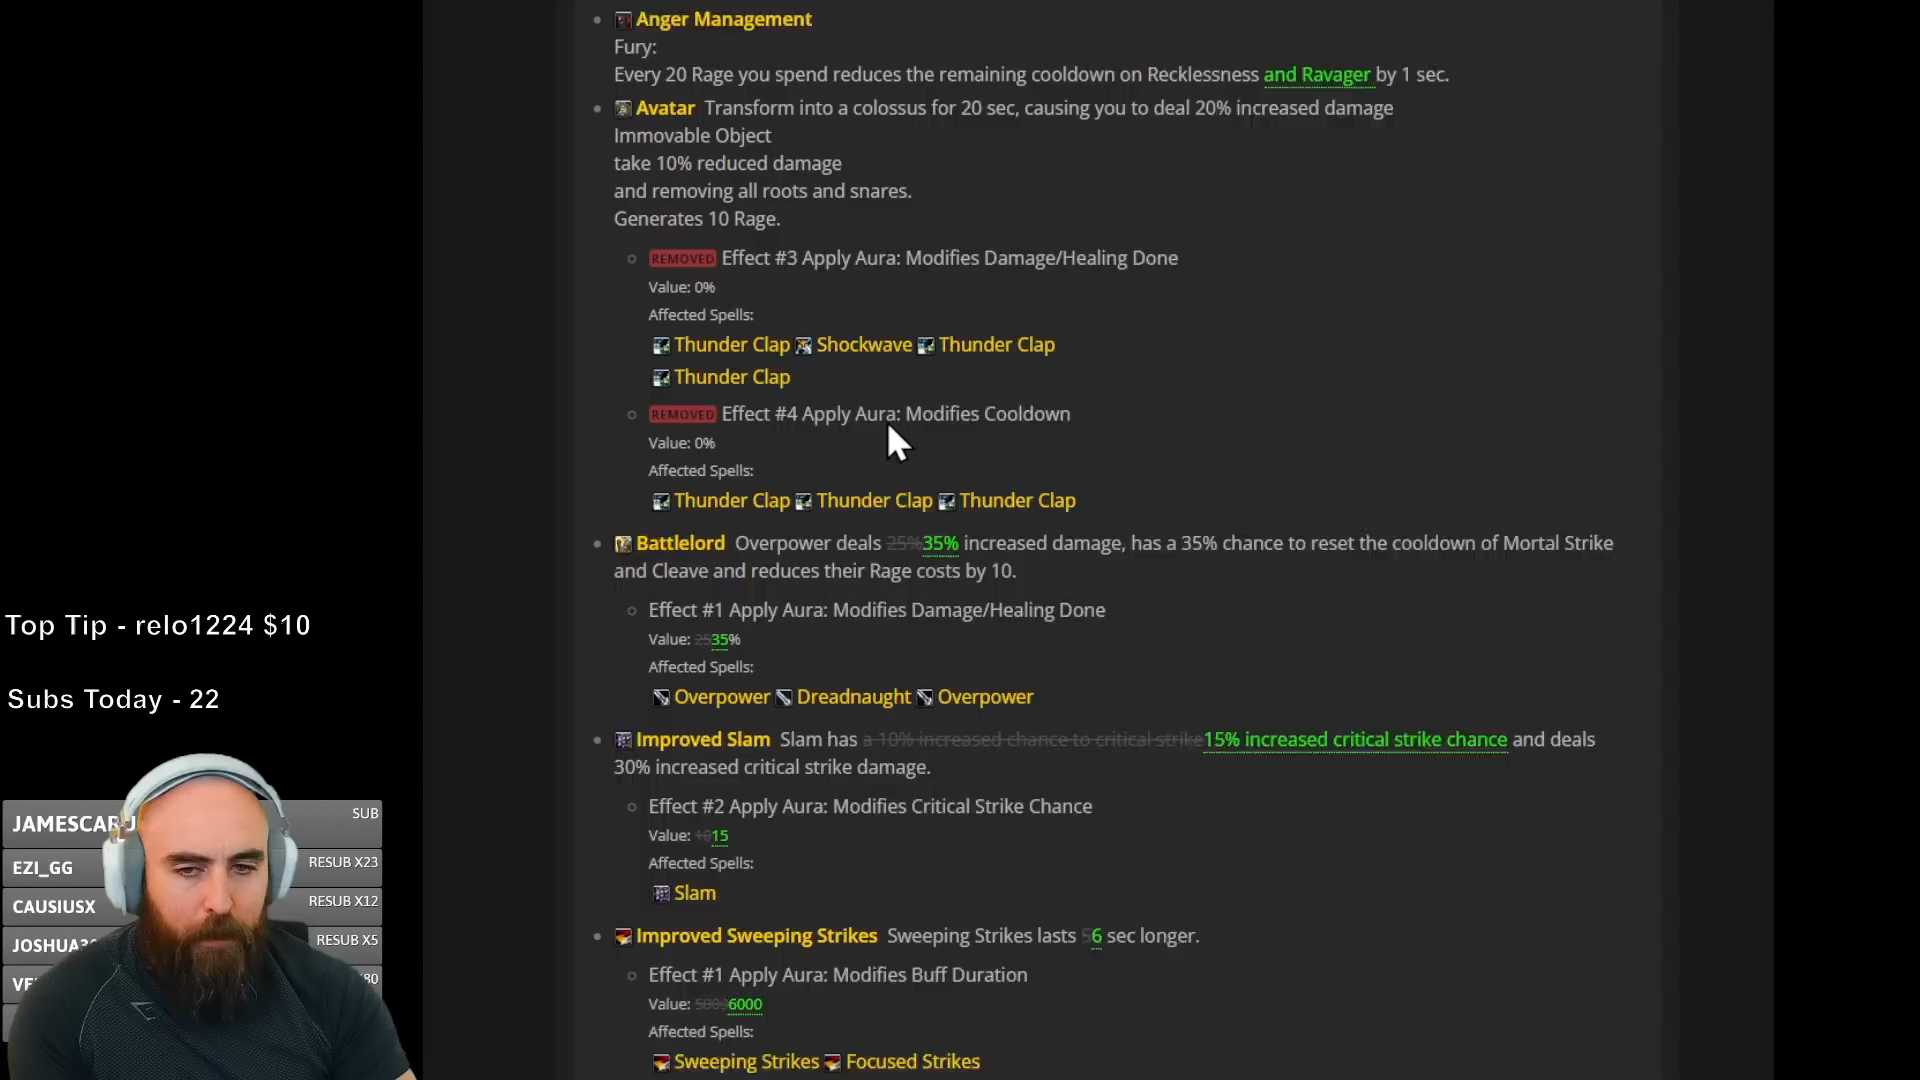 Anger Management
Fury:
Every 20 Rage you spend reduces the remaining cooldown on Recklessness and Ravager by 1 sec.
Avatar Transform into a colossus for 20 sec, causing you to deal 20% increased damage
Immovable Object
take 10% reduced damage
and removing all roots and snares.
Generates 10 Rage.
REMOVED Effect #3 Apply Aura: Modifies Damage/Healing Done
Value: 0%
Affected Spells:
Thunder Clap Shockwave Thunder Clap
Thunder Clap
REMOVED Effect #4 Apply Aura: Modifies Cooldown
Value: 0%
Affected Spells:
Thunder Clap Thunder Clap Thunder Clap
Battlelord Overpower deals 25%35% increased damage, has a 35% chance to reset the cooldown of Mortal Strike
and Cleave and reduces their Rage costs by 10.
Effect #1 Apply Aura: Modifies Damage/Healing Done
Value: 2535%
Affected Spells:
Overpower Dreadnaught Overpower
Improved Slam Slam has a 10% increased chance to critical strike15% increased critical strike chance and deals
30% increased critical strike damage.
Effect #2 Apply Aura: Modifies Critical Strike Chance
Value: 1015
Affected Spells:
Slam
Improved Sweeping Strikes Sweeping Strikes lasts 56 sec longer.
Effect #1 Apply Aura: Modifies Buff Duration
Value: 50006000
Affected Spells:
Sweeping Strikes Focused Strikes
Top Tip - relo1224 $10
Subs Today - 22
SUB
EZI_GG RESUB X23
CAUSIUSX RESUB X12
RESUB X5